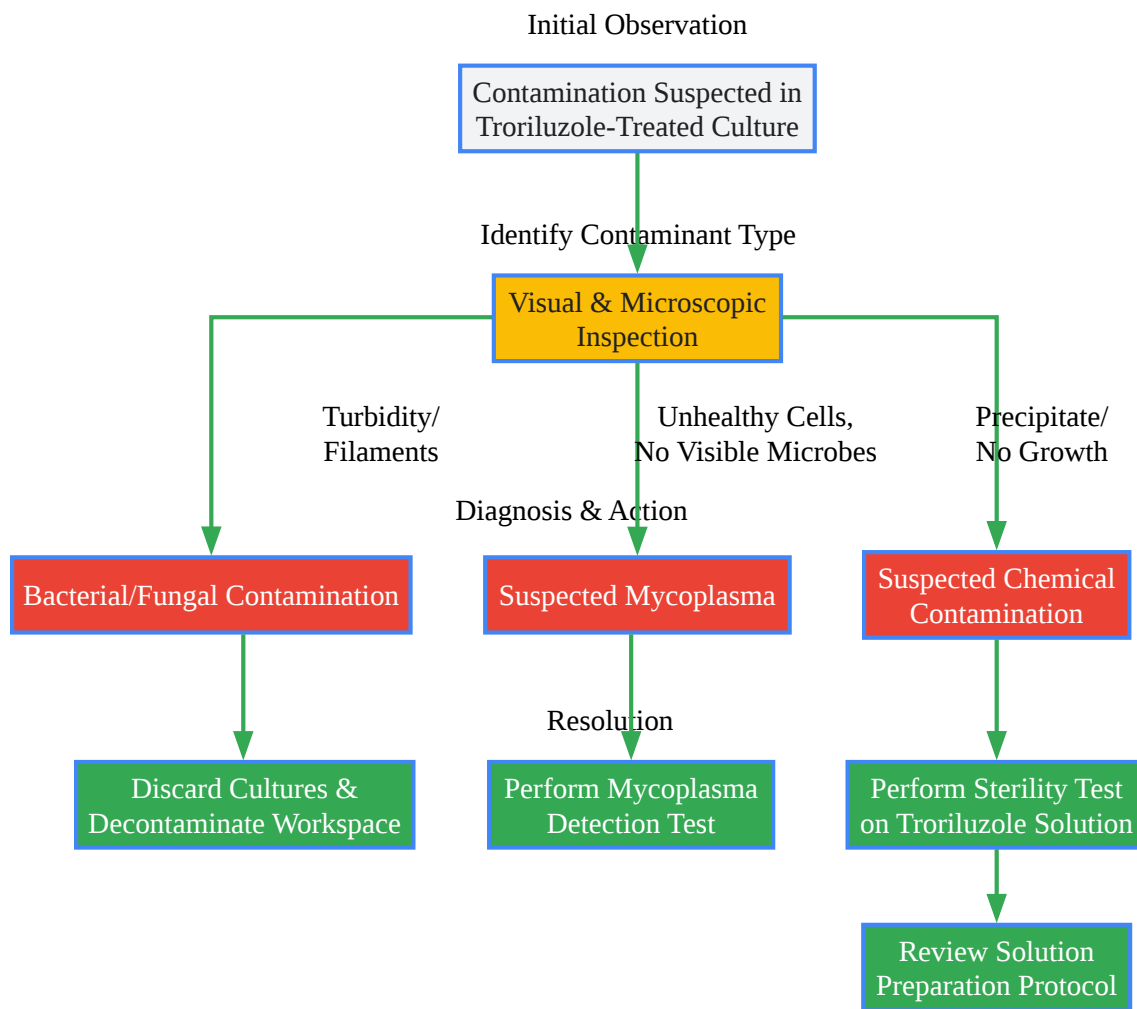 Initial Observation
Contamination Suspected in
Troriluzole-Treated Culture
Identify Contaminant Type
Visual & Microscopic
Inspection
Turbidity/
Filaments
Unhealthy Cells,
No Visible Microbes
Precipitate/
No Growth
Diagnosis & Action
Bacterial/Fungal Contamination
Suspected Mycoplasma
Suspected Chemical
Contamination
Resolution
Discard Cultures &
Decontaminate Workspace
Perform Mycoplasma
Detection Test
Perform Sterility Test
on Troriluzole Solution
Review Solution
Preparation Protocol